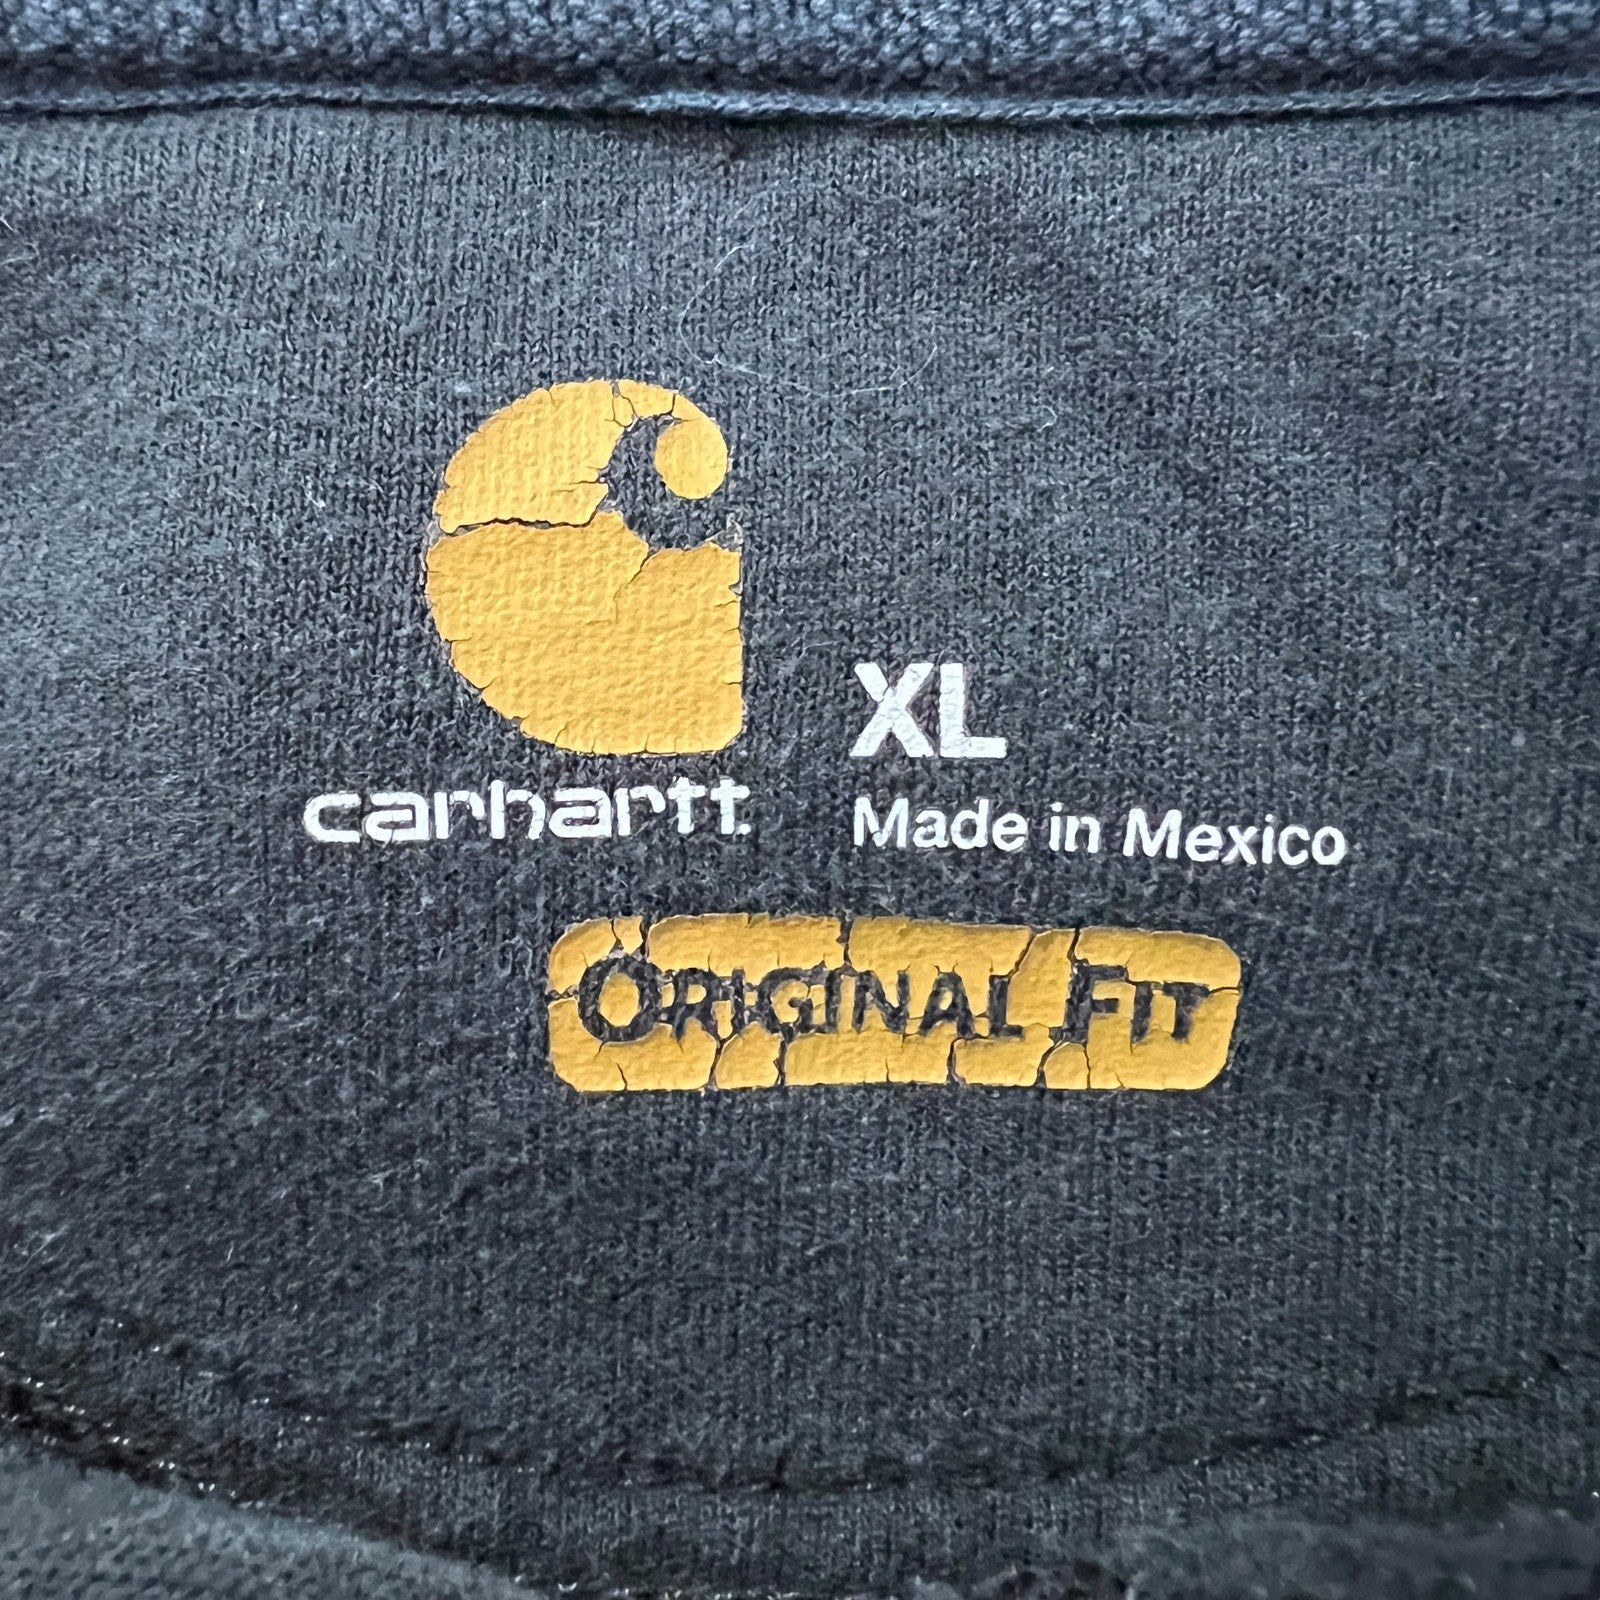 XL
carhartt.
Made in Mexico
ORIGINAL FIT